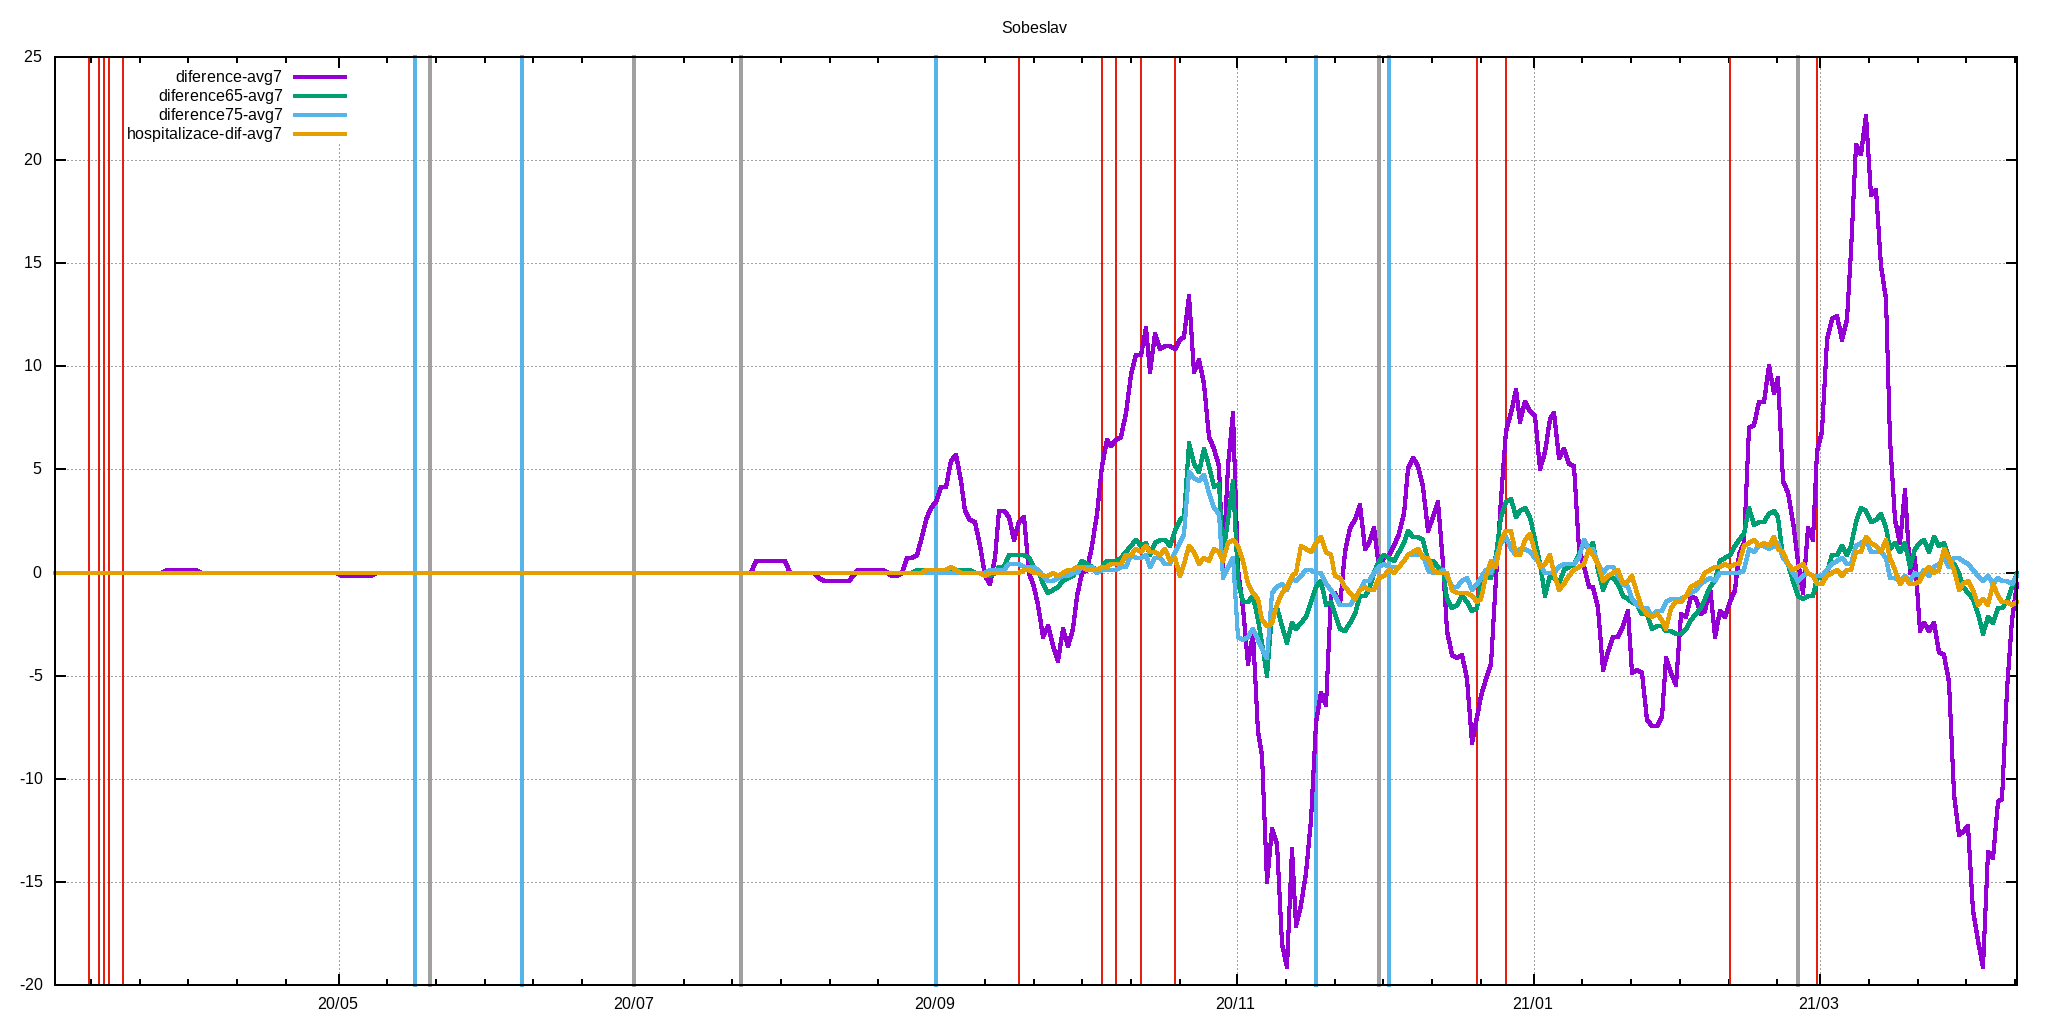 Sobeslav
25
diference-avg7
diference65-avg7
diference75-avg7
hospitalizace-dif-avg7
20
15
10
5
0
-5
-10
-15
-20
20/05 20/07 20/09 20/11 21/01 21/03